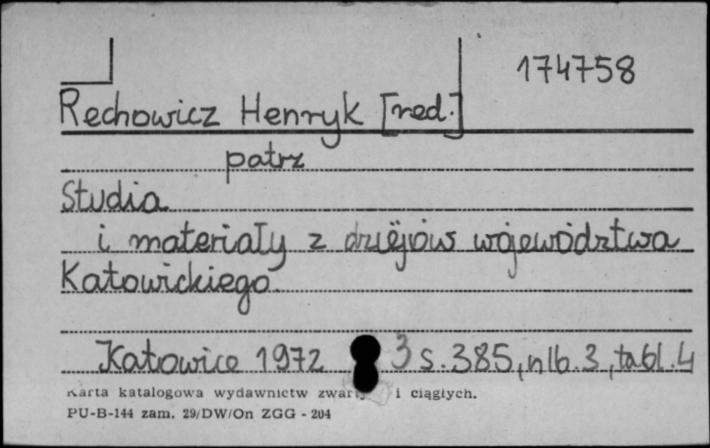 174758
Rechowicz Henryk [red.]
patrz
Studia
i materiały z dziejów województwa
Katowickiego
Katowice 1972 3 s. 385, nlb. 3, tabl. 4
Karta katalogowa wydawnictw i ciągłych.
PU-B-144 zam. 29/DW/On ZGG - 204